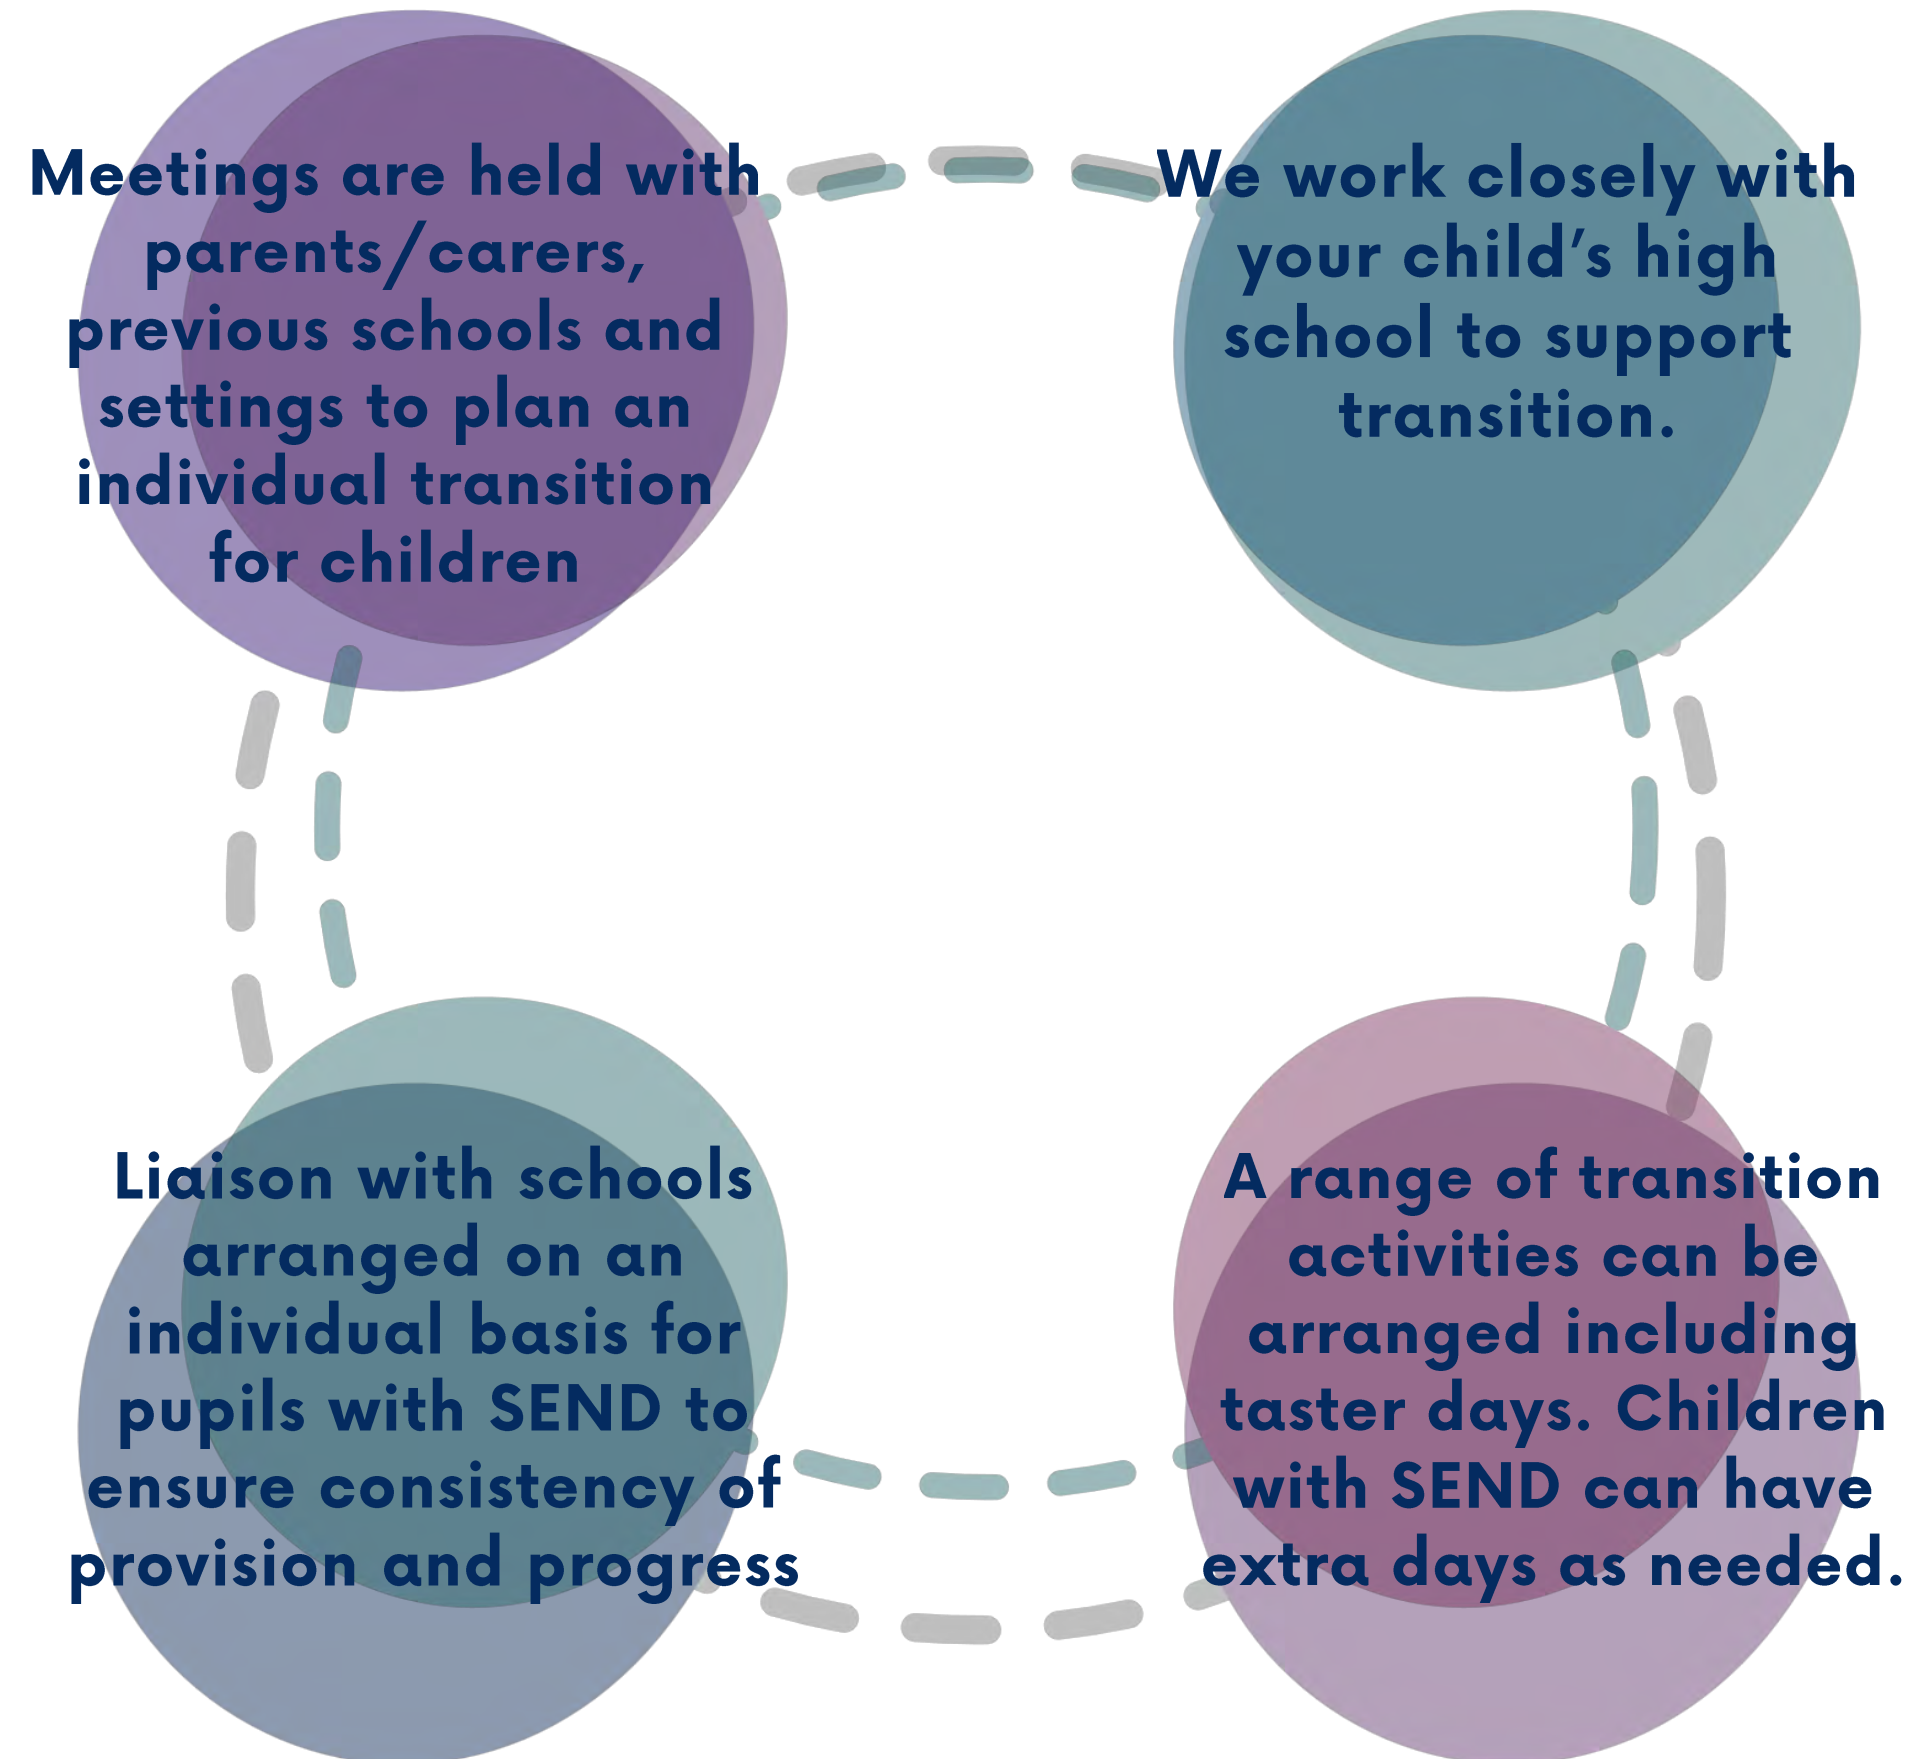 Meetings are held with
parents/carers,
previous schools and
settings to plan an
individual transition
for children
We work closely with
your child’s high
school to support
transition.
Liaison with schools
arranged on an
individual basis for
pupils with SEND to
ensure consistency of
provision and progress
A range of transition
activities can be
arranged including
taster days. Children
with SEND can have
extra days as needed.